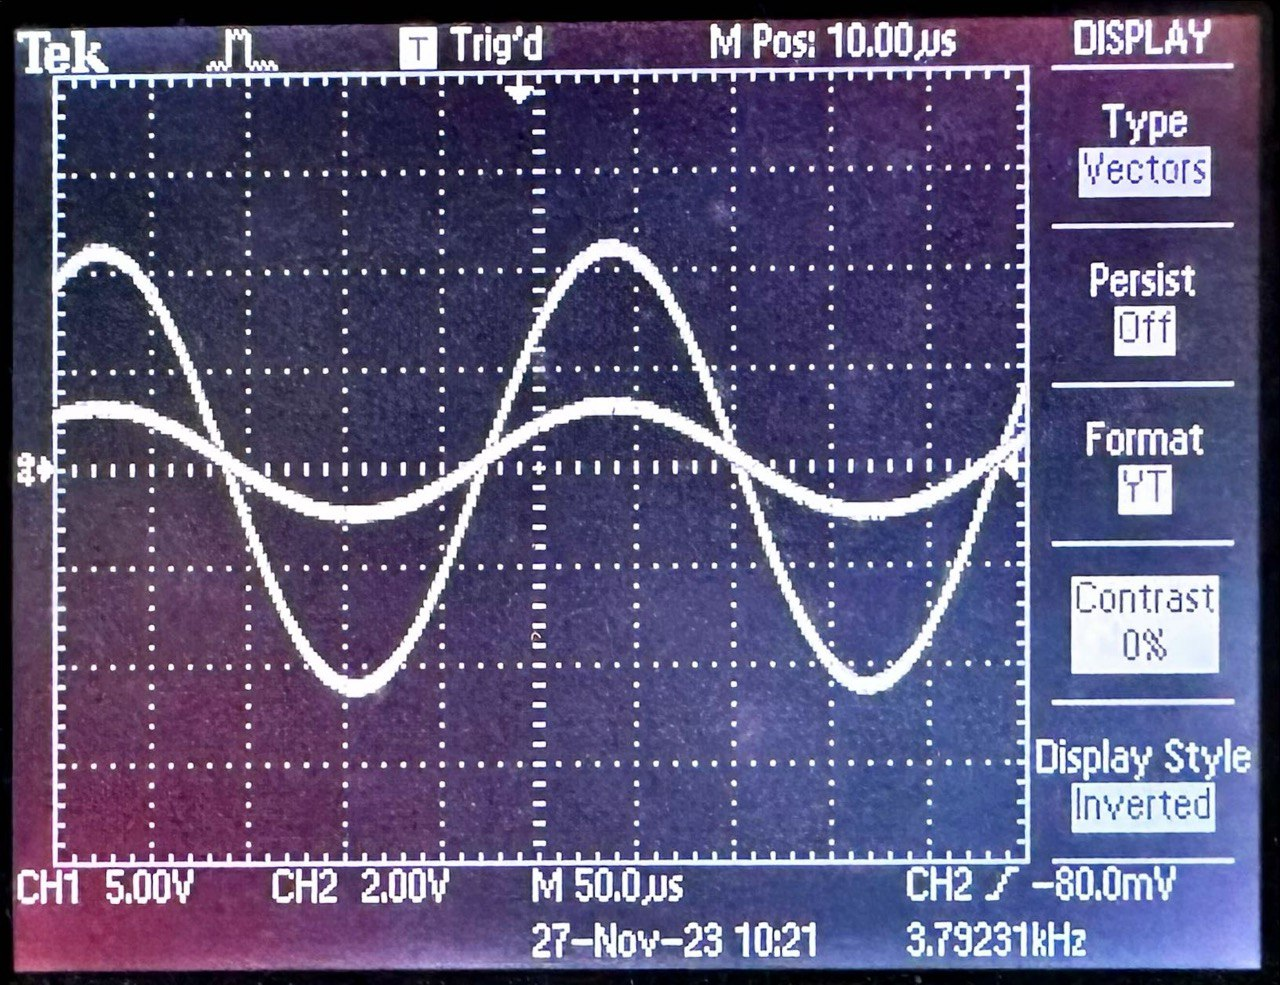 Tek T Trig'd M Pos: 10.00µs DISPLAY
Type
Vectors
Persist
Off
Format
YT
Contrast
0%
Display Style
Inverted
CH1 5.00V CH2 2.00V M 50.0µs CH2 -80.0mV
27-Nov-23 10:21 3.79231kHz